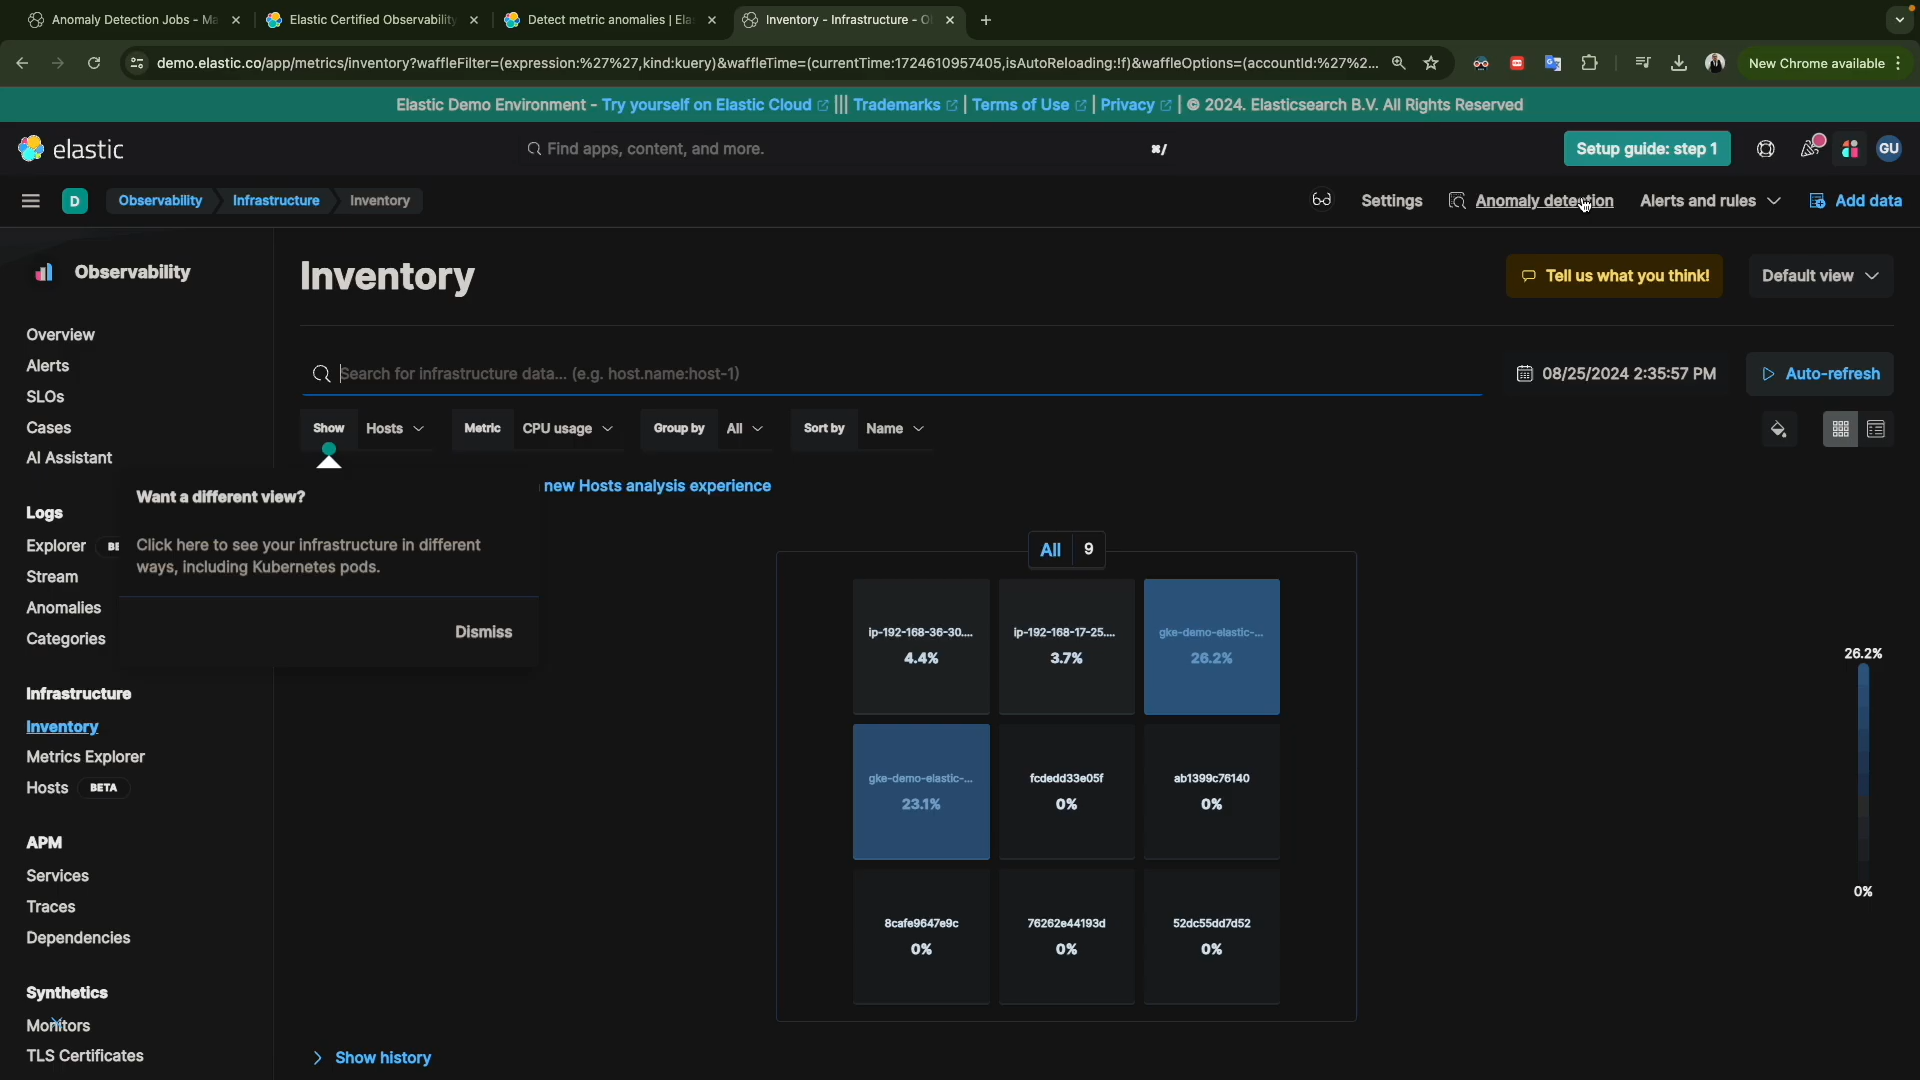 Anomaly Detection Jobs - Ma
Elastic Certified Observability
Detect metric anomalies | Ela
Inventory - Infrastructure - O
demo.elastic.co/app/metrics/inventory?waffleFilter=(expression:%27%27,kind:kuery)&waffleTime=(currentTime:1724610957405,isAutoReloading:!f)&waffleOptions=(accountId:%27%2...
New Chrome available
Elastic Demo Environment - Try yourself on Elastic Cloud ||| Trademarks | Terms of Use | Privacy | © 2024. Elasticsearch B.V. All Rights Reserved
elastic
Find apps, content, and more.
⌘/
Setup guide: step 1
GU
D
Observability
Infrastructure
Inventory
Settings
Anomaly detection
Alerts and rules
Add data
Observability
Overview
Alerts
SLOs
Cases
AI Assistant
Logs
Explorer BE
Stream
Anomalies
Categories
Infrastructure
Inventory
Metrics Explorer
Hosts BETA
APM
Services
Traces
Dependencies
Synthetics
Monitors
TLS Certificates
Inventory
Tell us what you think!
Default view
Search for infrastructure data... (e.g. host.name:host-1)
08/25/2024 2:35:57 PM
Auto-refresh
Show Hosts
Metric CPU usage
Group by All
Sort by Name
Want a different view?
Click here to see your infrastructure in different
ways, including Kubernetes pods.
Dismiss
new Hosts analysis experience
All 9
ip-192-168-36-30....
4.4%
ip-192-168-17-25....
3.7%
gke-demo-elastic-...
26.2%
gke-demo-elastic-...
23.1%
fcdedd33e05f
0%
ab1399c76140
0%
8cafe9647e9c
0%
76262e44193d
0%
52dc55dd7d52
0%
26.2%
0%
Show history